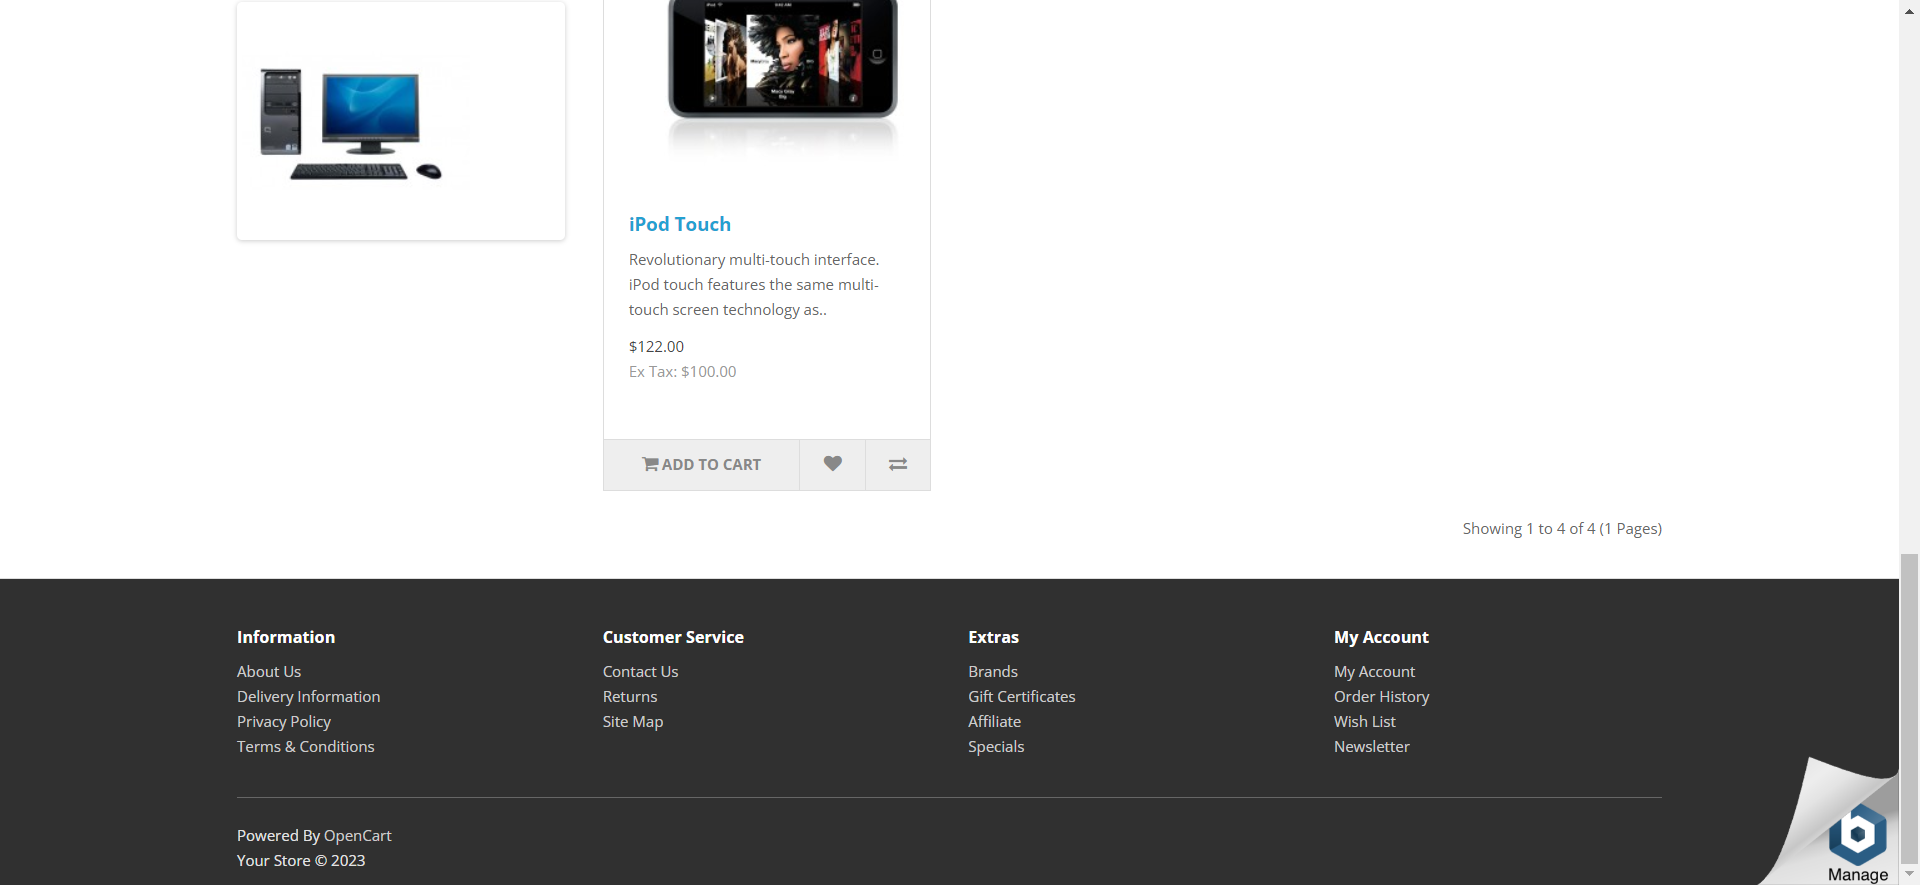 iPod Touch
Revolutionary multi-touch interface.
iPod touch features the same multi-
touch screen technology as..
$122.00
Ex Tax: $100.00
ADD TO CART
Showing 1 to 4 of 4 (1 Pages)
Information
About Us
Delivery Information
Privacy Policy
Terms & Conditions
Customer Service
Contact Us
Returns
Site Map
Extras
Brands
Gift Certificates
Affiliate
Specials
My Account
My Account
Order History
Wish List
Newsletter
Powered By OpenCart
Your Store © 2023
Manage